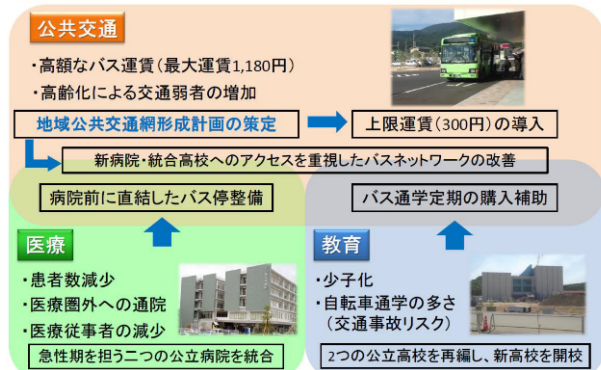 公共交通
・高額なバス運賃（最大運賃1,180円）
・高齢化による交通弱者の増加
地域公共交通網形成計画の策定
上限運賃（300円）の導入
新病院・統合高校へのアクセスを重視したバスネットワークの改善
病院前に直結したバス停整備
バス通学定期の購入補助
医療
・患者数減少
・医療圏外への通院
・医療従事者の減少
急性期を担う二つの公立病院を統合
教育
・少子化
・自転車通学の多さ
（交通事故リスク）
2つの公立高校を再編し、新高校を開校